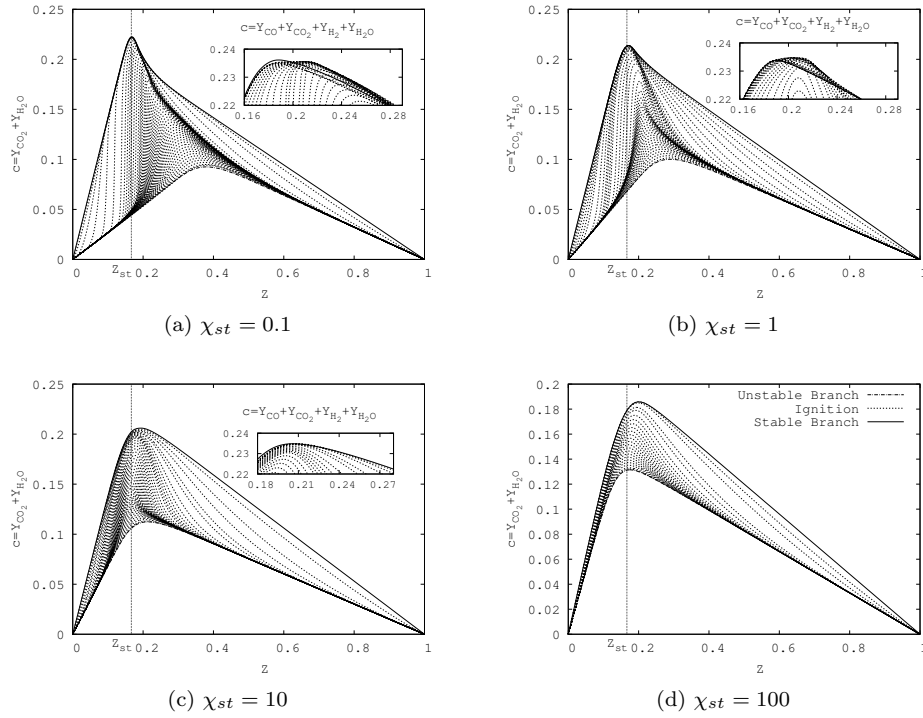 c=Y_CO+Y_CO2+Y_H2+Y_H2O
0.24
0.23
0.22
0.16 0.2 0.24 0.28
0.25
0.2
0.15
0.1
0.05
0
c=Y_CO2+Y_H2O
0 Z_st 0.2 0.4 0.6 0.8 1
Z
(a) χ_st = 0.1
c=Y_CO+Y_CO2+Y_H2+Y_H2O
0.24
0.23
0.22
0.16 0.2 0.24 0.28
0.25
0.2
0.15
0.1
0.05
0
c=Y_CO2+Y_H2O
0 Z_st 0.2 0.4 0.6 0.8 1
Z
(b) χ_st = 1
c=Y_CO+Y_CO2+Y_H2+Y_H2O
0.24
0.23
0.22
0.18 0.21 0.24 0.27
0.25
0.2
0.15
0.1
0.05
0
c=Y_CO2+Y_H2O
0 Z_st 0.2 0.4 0.6 0.8 1
Z
(c) χ_st = 10
Unstable Branch
Ignition
Stable Branch
0.2
0.18
0.16
0.14
0.12
0.1
0.08
0.06
0.04
0.02
0
c=Y_CO2+Y_H2O
0 Z_st 0.2 0.4 0.6 0.8 1
Z
(d) χ_st = 100